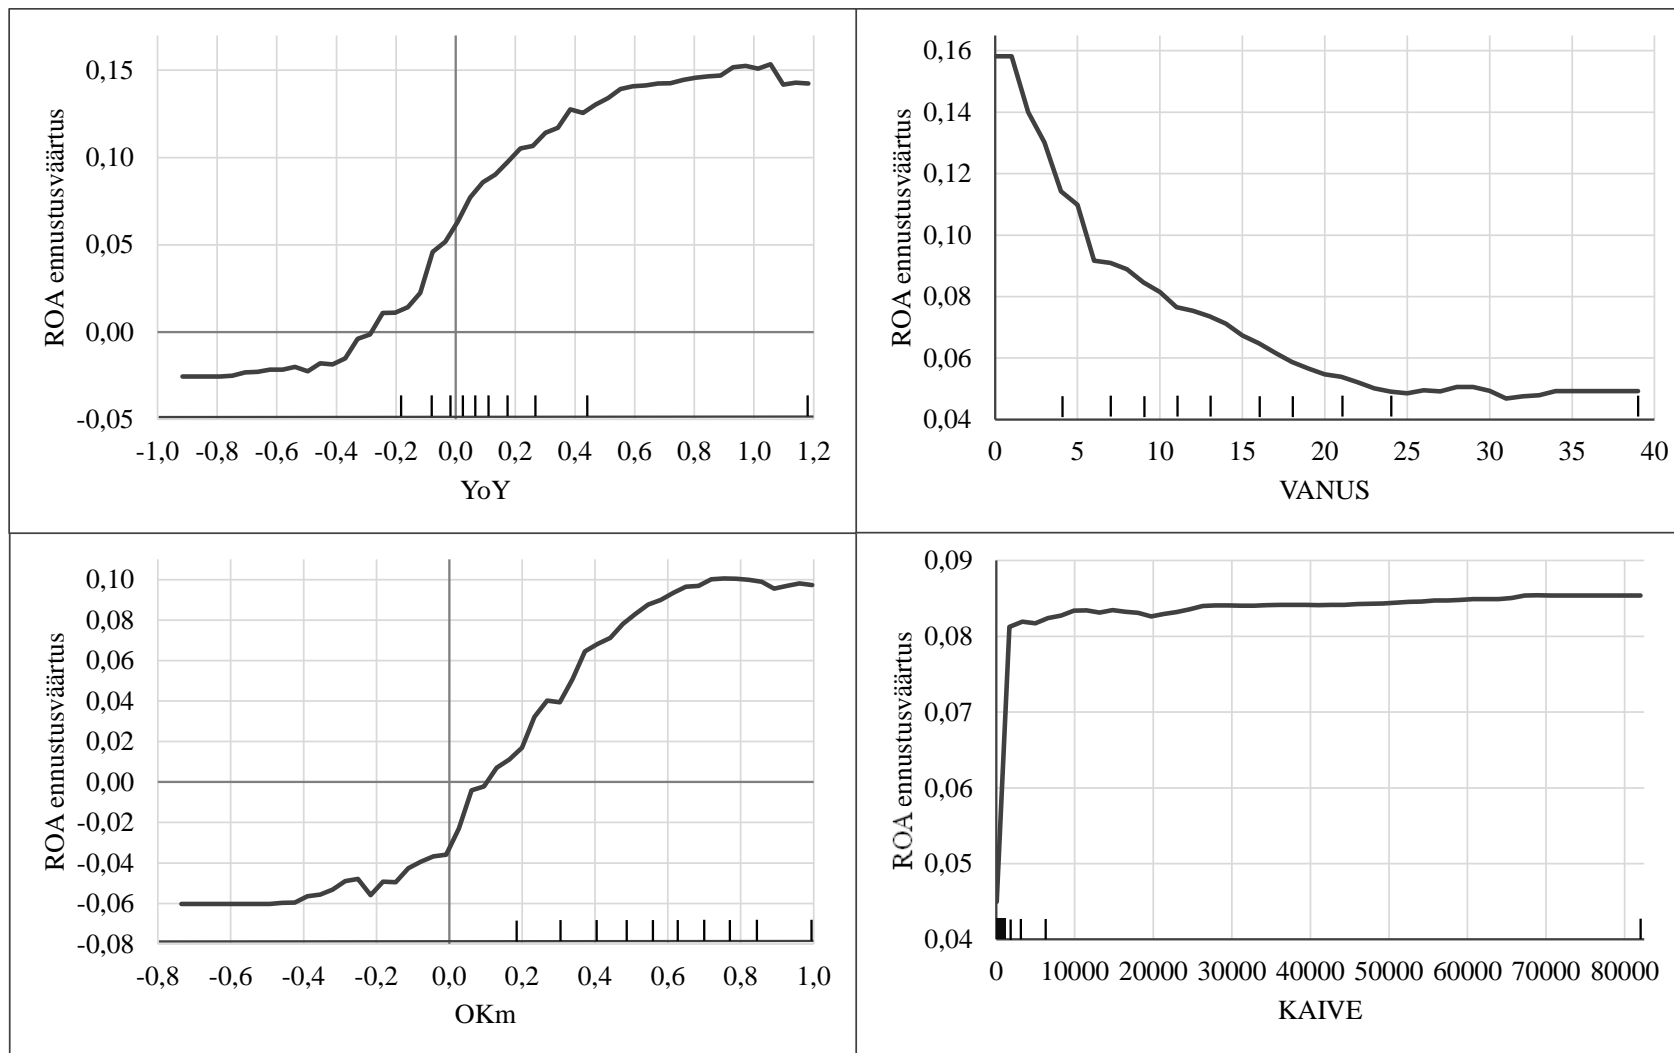 ROA ennustusväärtus
0,15
0,10
0,05
0,00
-0,05
-1,0 -0,8 -0,6 -0,4 -0,2 0,0 0,2 0,4 0,6 0,8 1,0 1,2
YoY
ROA ennustusväärtus
0,16
0,14
0,12
0,10
0,08
0,06
0,04
0 5 10 15 20 25 30 35 40
VANUS
ROA ennustusväärtus
0,10
0,08
0,06
0,04
0,02
0,00
-0,02
-0,04
-0,06
-0,08
-0,8 -0,6 -0,4 -0,2 0,0 0,2 0,4 0,6 0,8 1,0
OKm
ROA ennustusväärtus
0,09
0,08
0,07
0,06
0,05
0,04
0 10000 20000 30000 40000 50000 60000 70000 80000
KAIVE